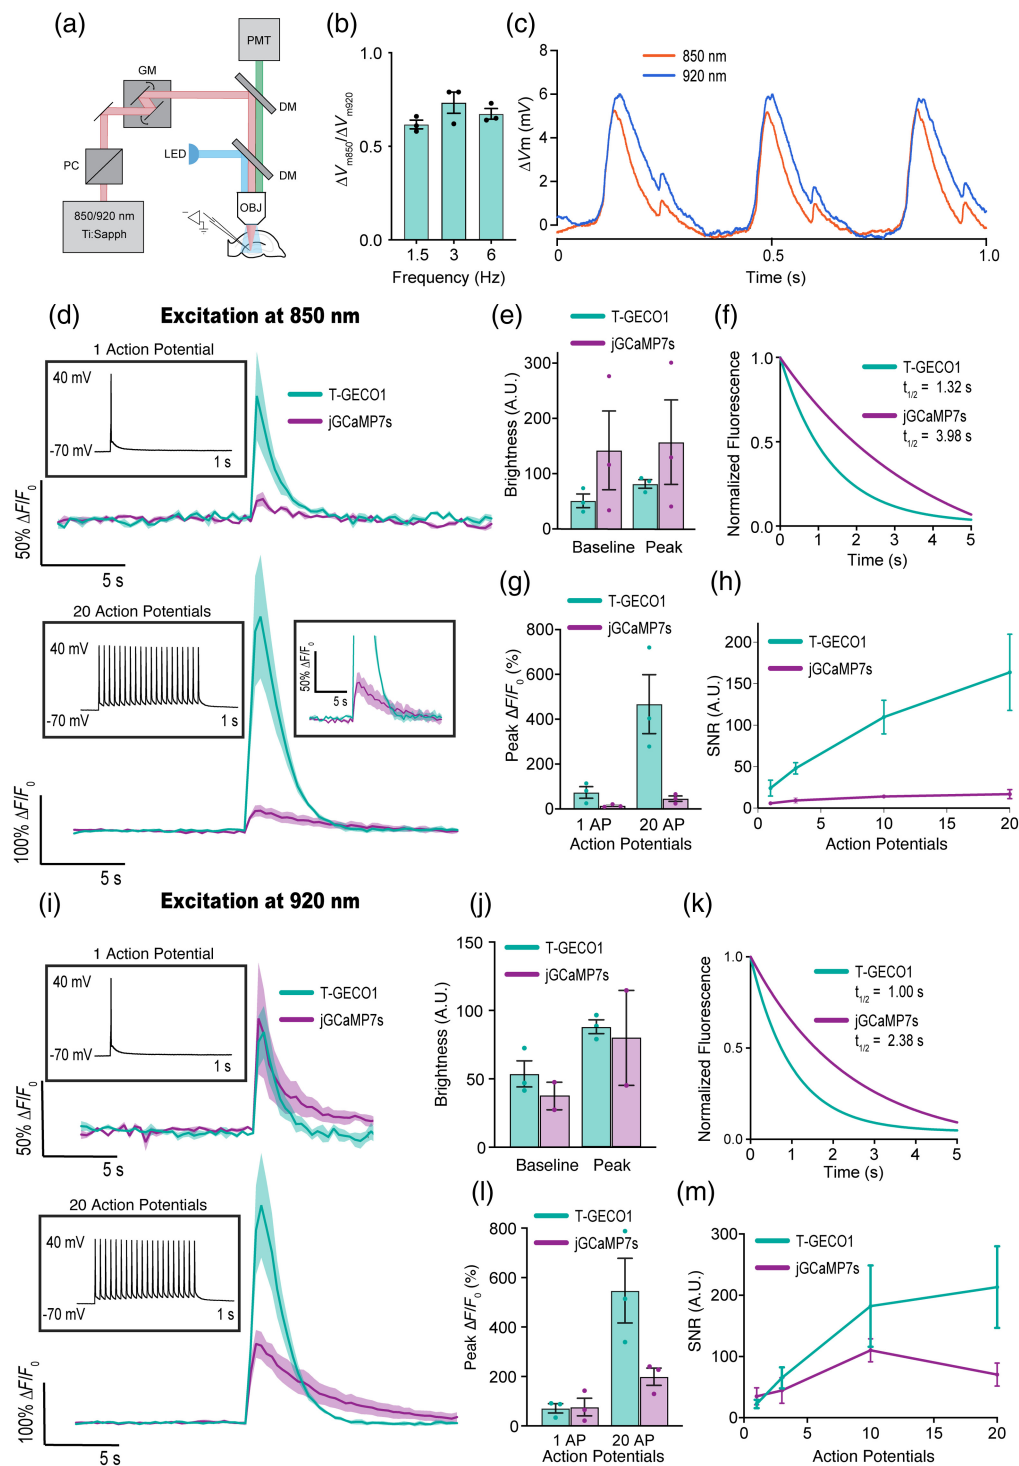 (a)
PMT
GM
DM
LED
PC
DM
OBJ
850/920 nm
Ti:Sapph
(b)
ΔVm850/ΔVm920
1.0
0.5
0.0
1.5 3 6
Frequency (Hz)
(c)
850 nm
920 nm
ΔVm (mV)
8
6
4
2
0
0 0.5 1.0
Time (s)
(d)
Excitation at 850 nm
1 Action Potential
40 mV
-70 mV
1 s
T-GECO1
jGCaMP7s
50% ΔF/F0
5 s
20 Action Potentials
40 mV
-70 mV
1 s
50% ΔF/F0
5 s
100% ΔF/F0
5 s
(e)
T-GECO1
jGCaMP7s
Brightness (A.U.)
300
200
100
0
Baseline Peak
(f)
Normalized Fluorescence
1.0
0.5
0.0
T-GECO1
t1/2 = 1.32 s
jGCaMP7s
t1/2 = 3.98 s
0 1 2 3 4 5
Time (s)
(g)
T-GECO1
jGCaMP7s
Peak ΔF/F0 (%)
800
600
400
200
0
1 AP 20 AP
Action Potentials
(h)
T-GECO1
jGCaMP7s
SNR (A.U.)
200
150
100
50
0
0 5 10 15 20
Action Potentials
(i)
Excitation at 920 nm
1 Action Potential
40 mV
-70 mV
1 s
T-GECO1
jGCaMP7s
50% ΔF/F0
5 s
20 Action Potentials
40 mV
-70 mV
1 s
100% ΔF/F0
5 s
(j)
T-GECO1
jGCaMP7s
Brightness (A.U.)
150
100
50
0
Baseline Peak
(k)
Normalized Fluorescence
1.0
0.5
0.0
T-GECO1
t1/2 = 1.00 s
jGCaMP7s
t1/2 = 2.38 s
0 1 2 3 4 5
Time (s)
(l)
T-GECO1
jGCaMP7s
Peak ΔF/F0 (%)
800
600
400
200
0
1 AP 20 AP
Action Potentials
(m)
T-GECO1
jGCaMP7s
SNR (A.U.)
300
200
100
0
0 10 20
Action Potentials